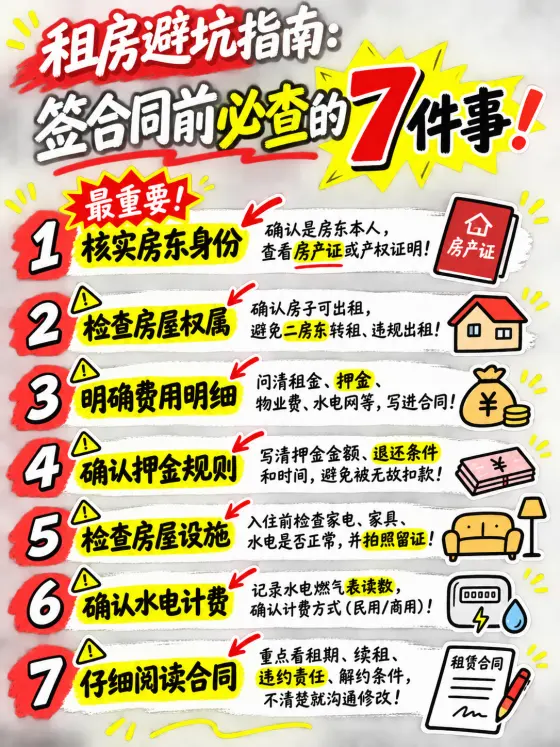 租房避坑指南:
签合同前必查的7件事!
最重要!
1 核实房东身份
确认是房东本人,
查看房产证或产权证明!
房产证
2 检查房屋权属
确认房子可出租,
避免二房东转租、违规出租!
3 明确费用明细
问清租金、押金、
物业费、水电网等,写进合同!
¥
4 确认押金规则
写清押金金额、退还条件
和时间,避免被无故扣款!
¥
5 检查房屋设施
入住前检查家电、家具、
水电是否正常,并拍照留证!
6 确认水电计费
记录水电燃气表读数,
确认计费方式(民用/商用)!
00000
7 仔细阅读合同
重点看租期、续租、
违约责任、解约条件,
不清楚就沟通修改!
租赁合同